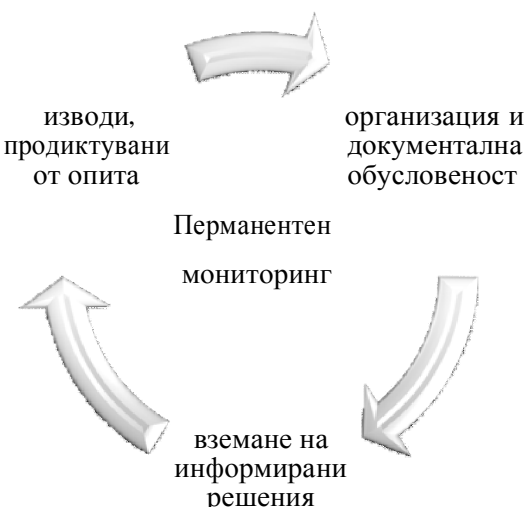 изводи,
продиктувани
от опита
организация и
документална
обусловеност
Перманентен
мониторинг
вземане на
информирани
решения